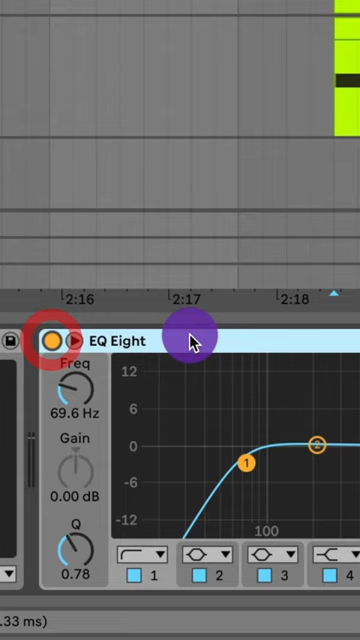 2:16 2:17 2:18
EQ Eight
Freq
69.6 Hz
Gain
0.00 dB
Q
0.78
12
6
0
-6
-12
100
1
2
1 2 3 4
.33 ms)